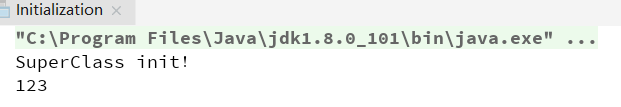 Initialization
"C:\Program Files\Java\jdk1.8.0_101\bin\java.exe" ...
SuperClass init!
123